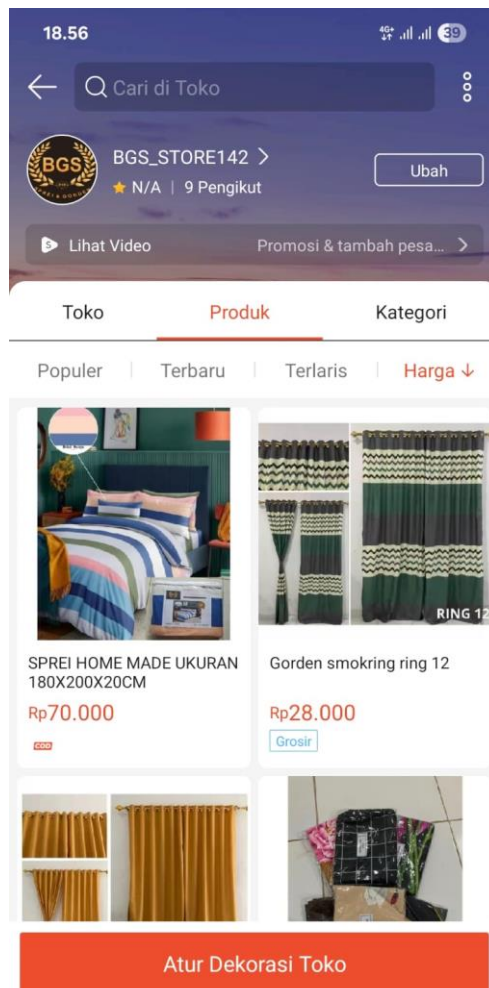 18.56
4G+
39
Cari di Toko
BGS
BGS_STORE142
N/A | 9 Pengikut
Ubah
Lihat Video
Promosi & tambah pesa...
Toko
Produk
Kategori
Populer
Terbaru
Terlaris
Harga ↓
RING 12
SPREI HOME MADE UKURAN
180X200X20CM
Rp70.000
COD
Gorden smokring ring 12
Rp28.000
Grosir
Atur Dekorasi Toko